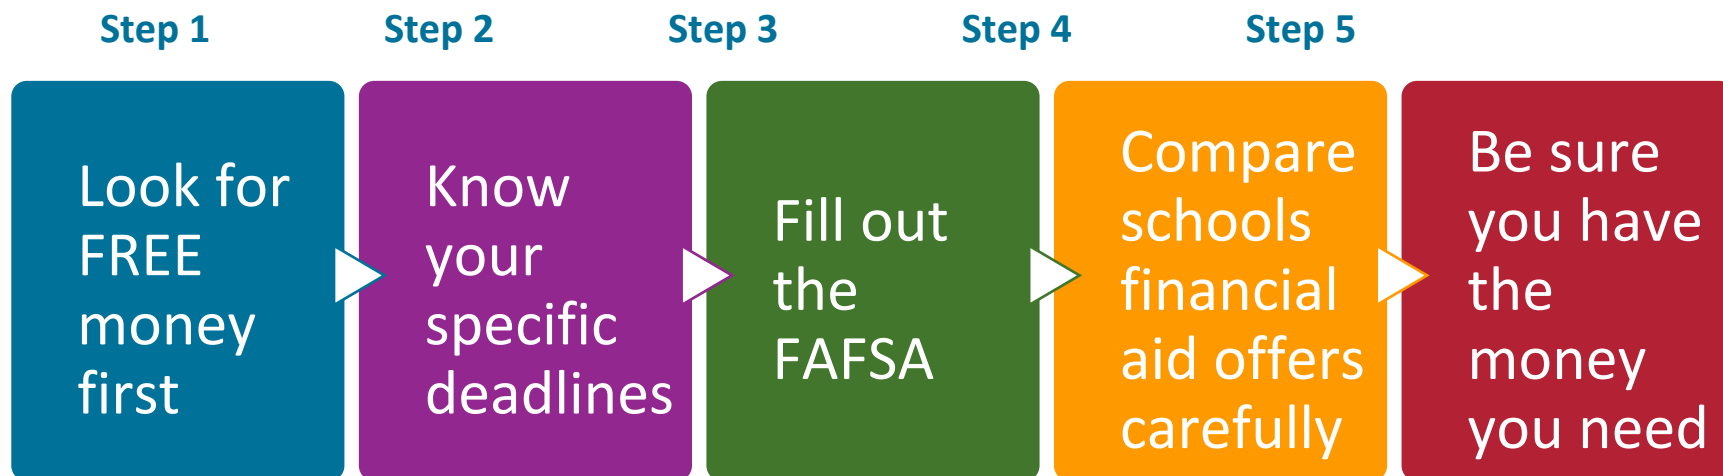 Step 1
Step 2
Step 3
Step 4
Step 5
Look for
FREE
money
first
Know
your
specific
deadlines
Fill out
the
FAFSA
Compare
schools
financial
aid offers
carefully
Be sure
you have
the
money
you need